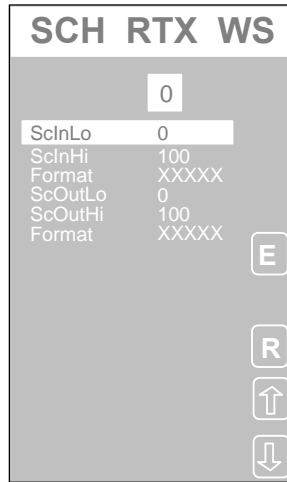 SCH RTX WS
0
ScInLo 0
ScInHi 100
Format XXXXX
ScOutLo 0
ScOutHi 100
Format XXXXX
E
R